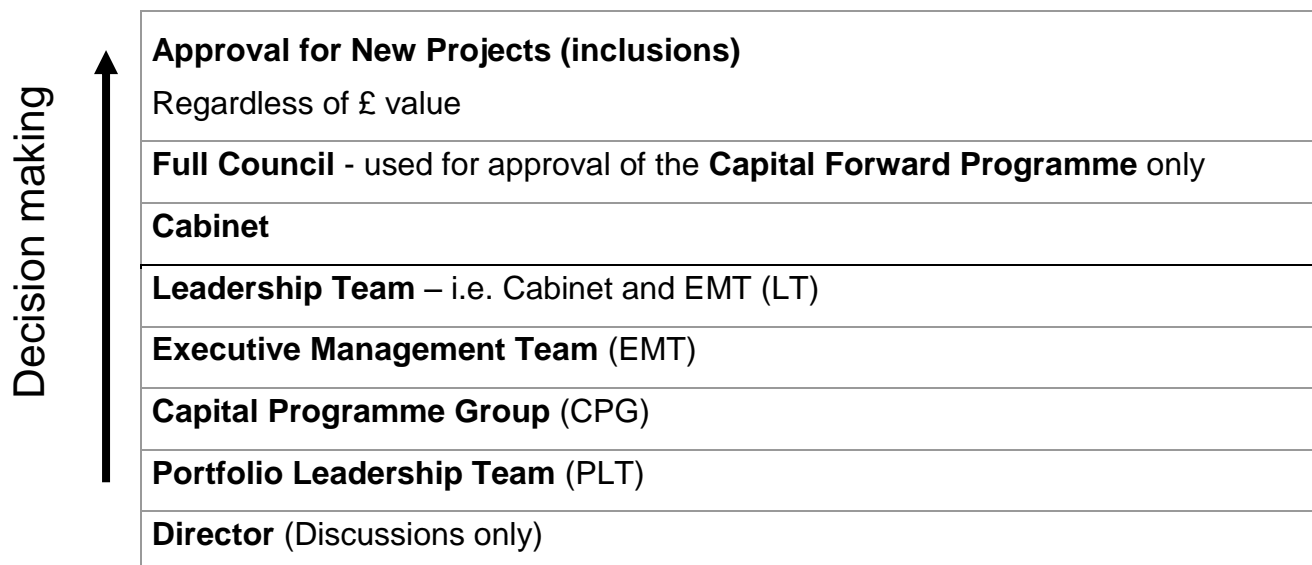 Decision making
Approval for New Projects (inclusions)
Regardless of £ value
Full Council - used for approval of the Capital Forward Programme only
Cabinet
Leadership Team – i.e. Cabinet and EMT (LT)
Executive Management Team (EMT)
Capital Programme Group (CPG)
Portfolio Leadership Team (PLT)
Director (Discussions only)